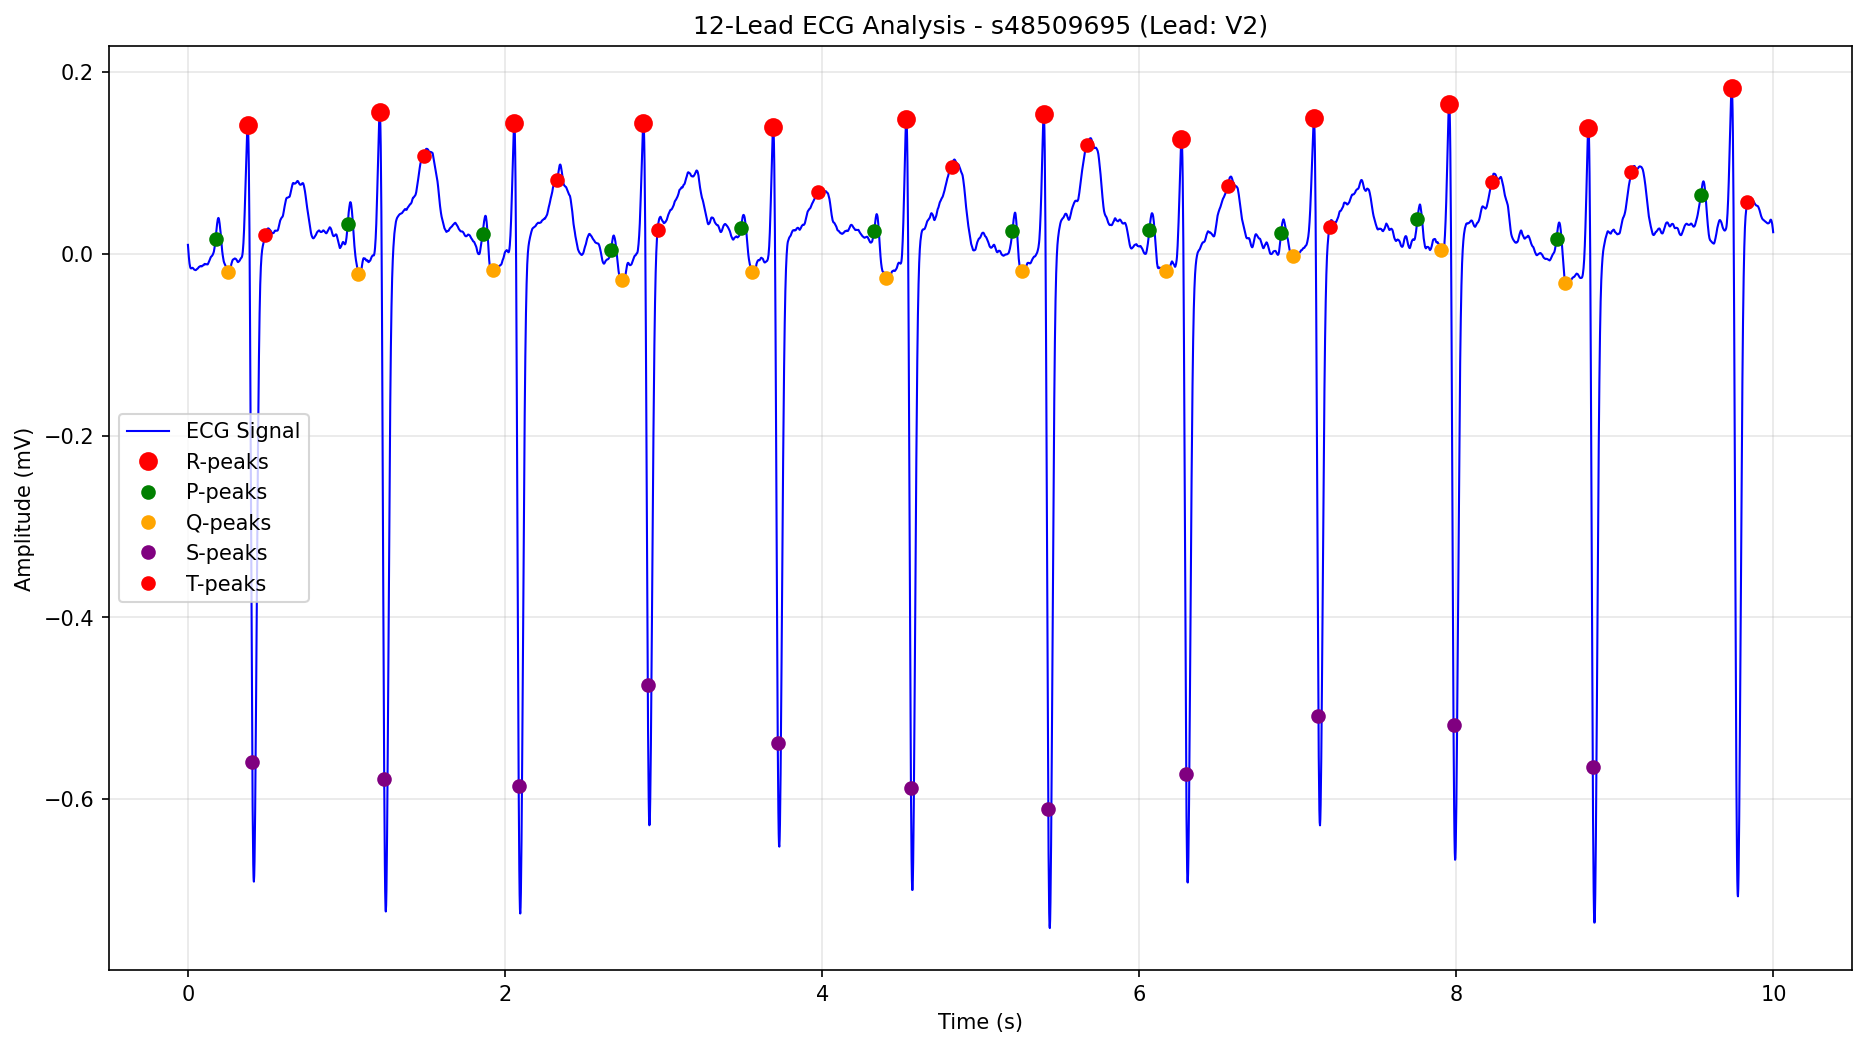 12-Lead ECG Analysis - s48509695 (Lead: V2)
Amplitude (mV)
0.2
0.0
−0.2
−0.4
−0.6
ECG Signal
R-peaks
P-peaks
Q-peaks
S-peaks
T-peaks
0 2 4 6 8 10
Time (s)